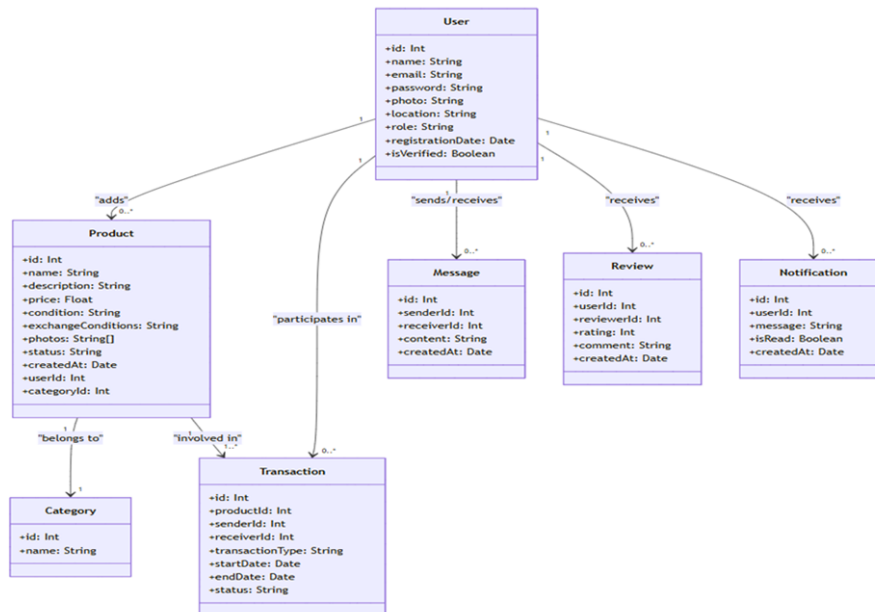 User
+id: Int
+name: String
+email: String
+password: String
+photo: String
+location: String
+role: String
+registrationDate: Date
+isVerified: Boolean
1
1
1
1
1
"adds"
"sends/receives"
"receives"
"receives"
0..*
0..*
0..*
0..*
Product
+id: Int
+name: String
+description: String
+price: Float
+condition: String
+exchangeConditions: String
+photos: String[]
+status: String
+createdAt: Date
+userId: Int
+categoryId: Int
Message
+id: Int
+senderId: Int
+receiverId: Int
+content: String
+createdAt: Date
Review
+id: Int
+userId: Int
+reviewerId: Int
+rating: Int
+comment: String
+createdAt: Date
Notification
+id: Int
+userId: Int
+message: String
+isRead: Boolean
+createdAt: Date
"participates in"
1
1
"belongs to"
"involved in"
1..*
0..*
1
Category
+id: Int
+name: String
Transaction
+id: Int
+productId: Int
+senderId: Int
+receiverId: Int
+transactionType: String
+startDate: Date
+endDate: Date
+status: String